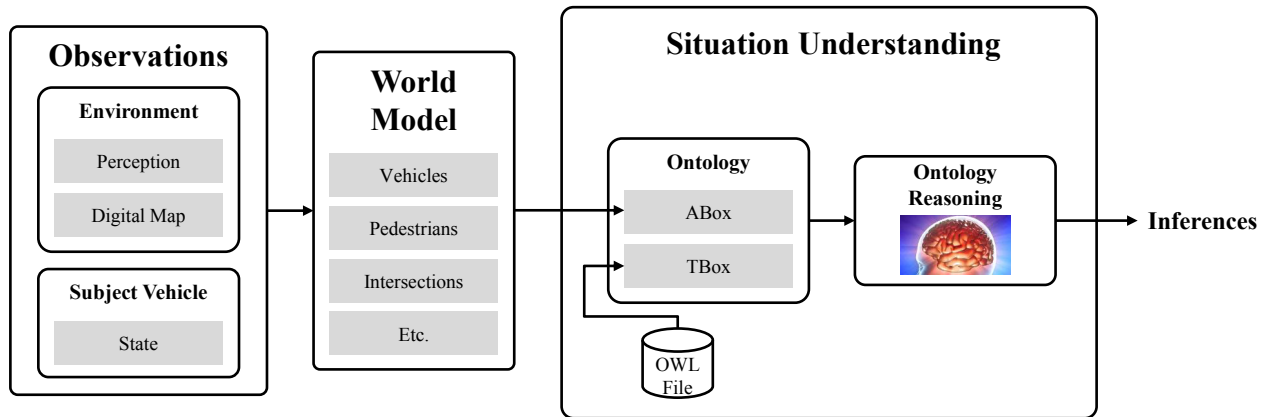 Observations
Environment
Perception
Digital Map
Subject Vehicle
State
World
Model
Vehicles
Pedestrians
Intersections
Etc.
Situation Understanding
Ontology
ABox
TBox
OWL
File
Ontology
Reasoning
Inferences